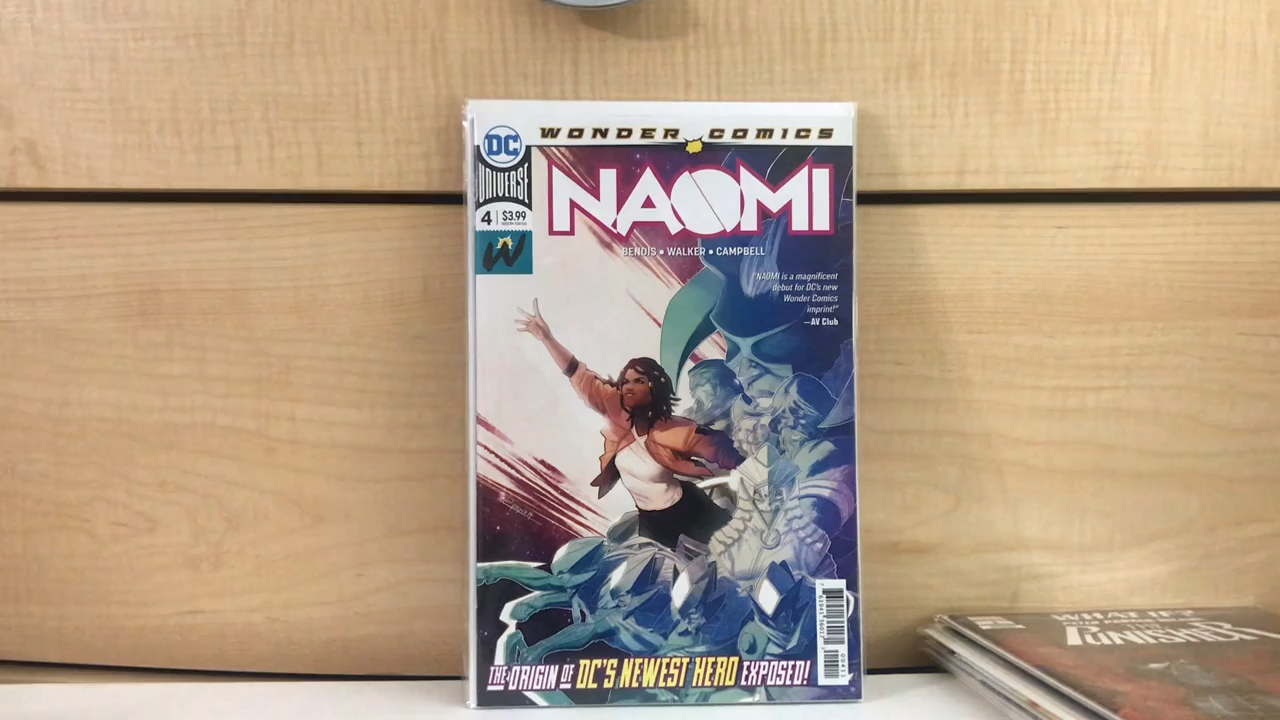 WONDER COMICS
DC
UNIVERSE
4 | $3.99
W
NAOMI
BENDIS • WALKER • CAMPBELL
"NAOMI is a magnificent
debut for DC's new
Wonder Comics
imprint!"
—AV Club
THE ORIGIN OF DC'S NEWEST HERO EXPOSED!
00411
WHAT IF?
PUNISHER